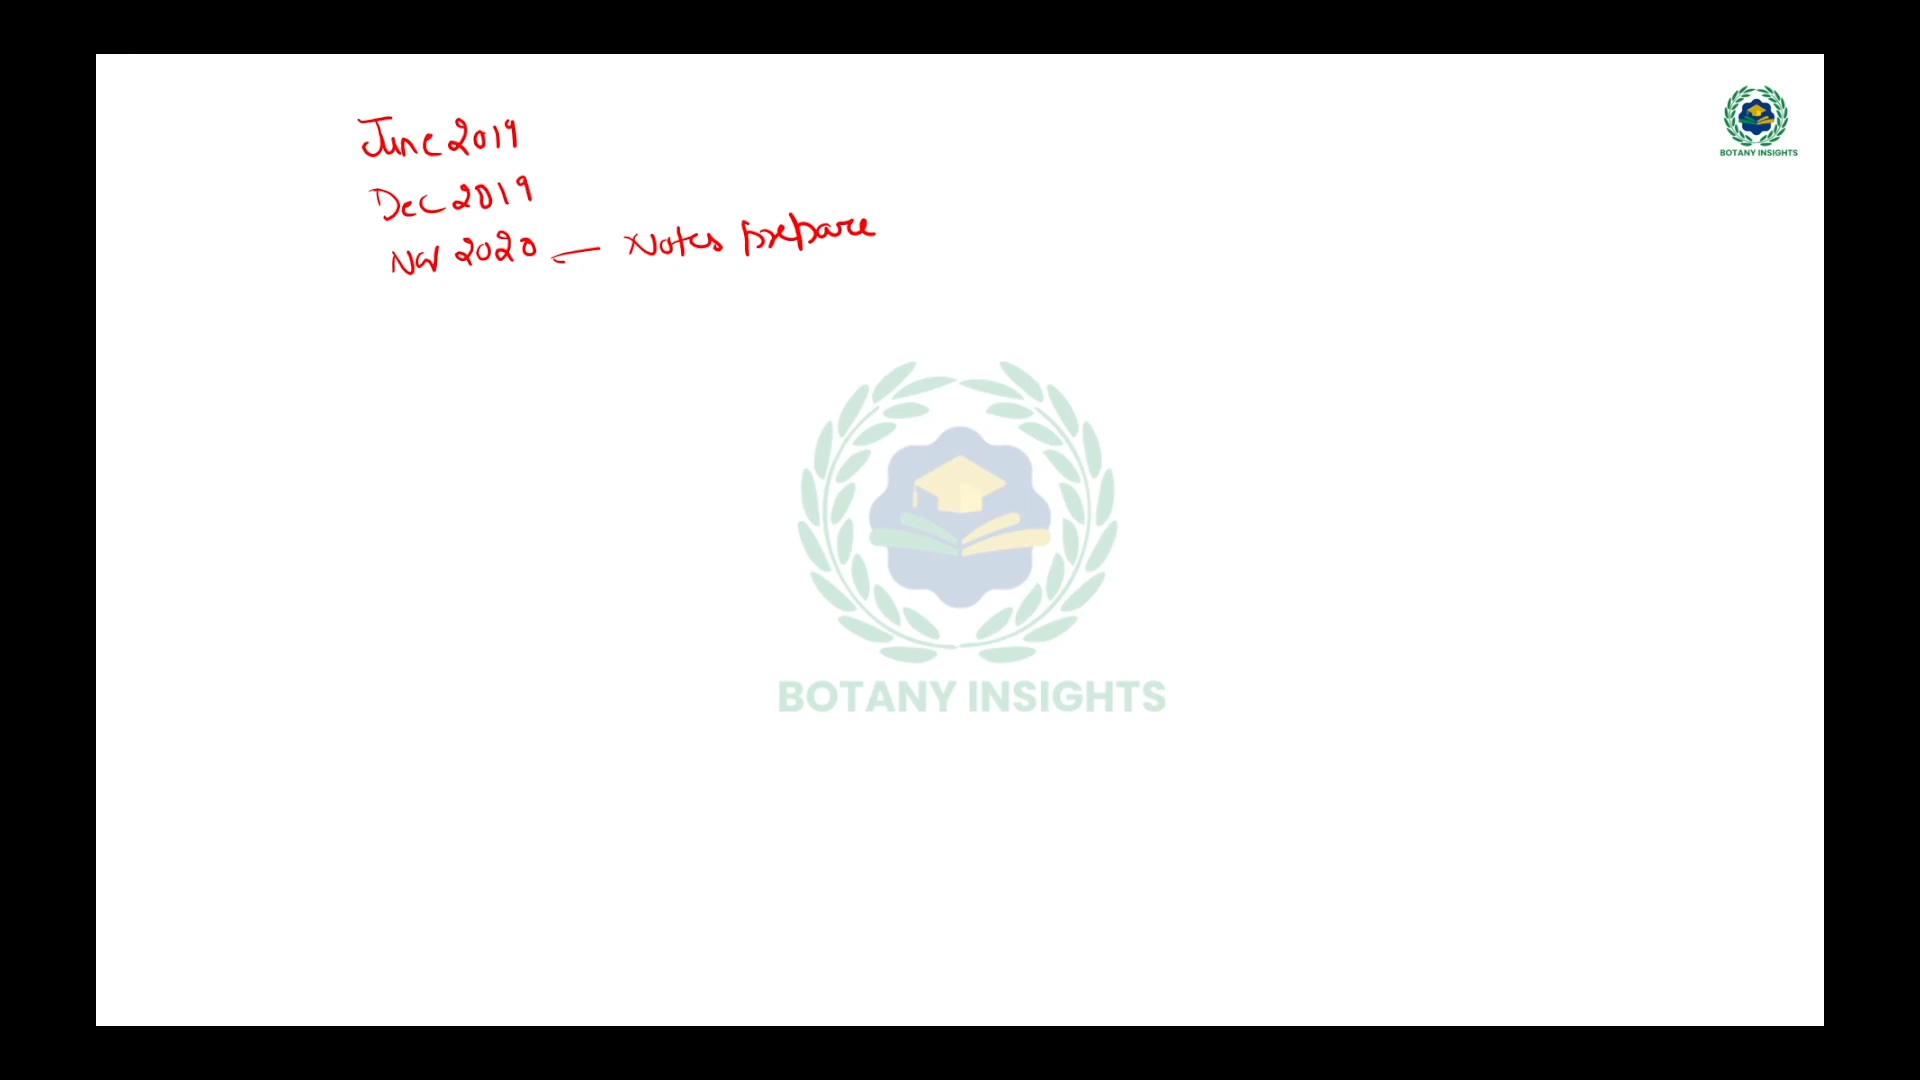 June 2019
Dec 2019
Nov 2020 — Notes prepare
BOTANY INSIGHTS
BOTANY INSIGHTS